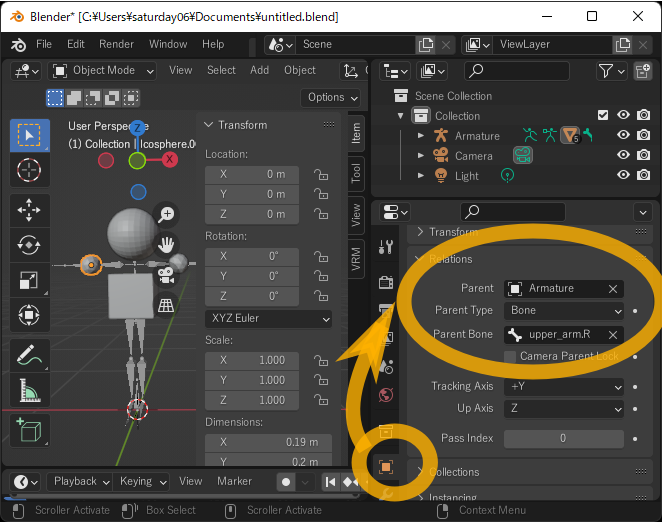 Blender* [C:¥Users¥saturday06¥Documents¥untitled.blend]
File Edit Render Window Help Scene ViewLayer
Object Mode View Select Add Object
Options
User Perspective
(1) Collection | Icosphere.0
Z
X
Transform
Location:
X 0 m
Y 0 m
Z 0 m
Rotation:
X 0°
Y 0°
Z 0°
XYZ Euler
Scale:
X 1.000
Y 1.000
Z 1.000
Dimensions:
X 0.19 m
Y 0.2 m
Item
Tool
View
VRM
Scene Collection
Collection
Armature 5
Camera
Light
Transform
Relations
Parent Armature
Parent Type Bone
Parent Bone upper_arm.R
Camera Parent Lock
Tracking Axis +Y
Up Axis Z
Pass Index 0
Collections
Instancing
Playback Keying View Marker
Scroller Activate Box Select Scroller Activate Context Menu